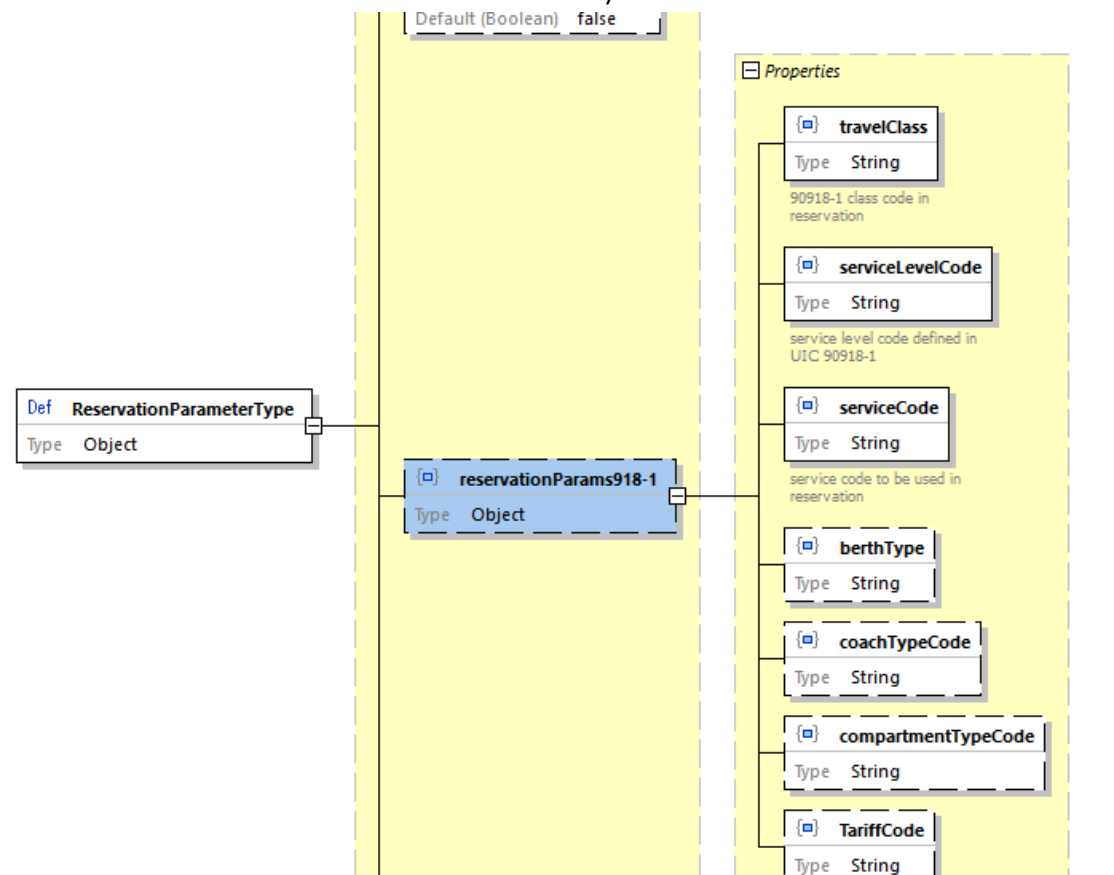 Default (Boolean) false
Properties
travelClass
Type String
90918-1 class code in
reservation
serviceLevelCode
Type String
service level code defined in
UIC 90918-1
serviceCode
Type String
service code to be used in
reservation
Def ReservationParameterType
Type Object
reservationParams918-1
Type Object
berthType
Type String
coachTypeCode
Type String
compartmentTypeCode
Type String
TariffCode
Type String